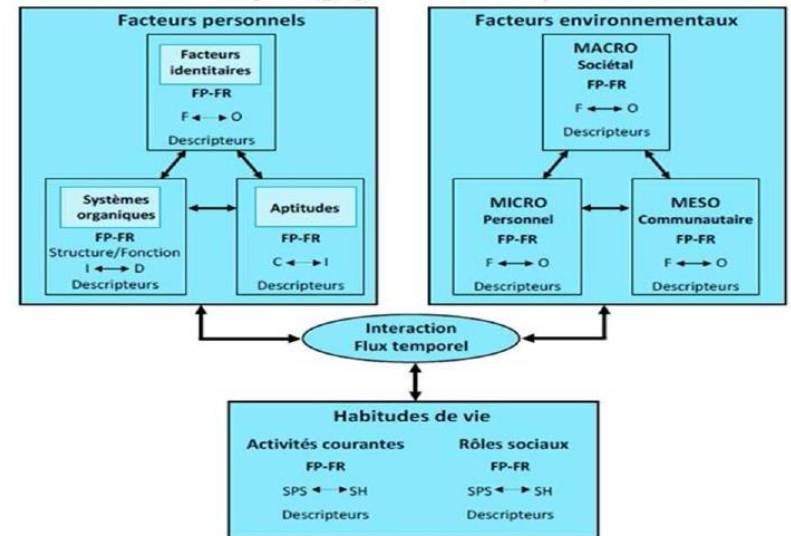 Facteurs personnels
Facteurs
identitaires
FP-FR
F ◄─► O
Descripteurs
Systèmes
organiques
FP-FR
Structure/Fonction
I ◄─► D
Descripteurs
Aptitudes
FP-FR
C ◄─► I
Descripteurs
Facteurs environnementaux
MACRO
Sociétal
FP-FR
F ◄─► O
Descripteurs
MICRO
Personnel
FP-FR
F ◄─► O
Descripteurs
MESO
Communautaire
FP-FR
F ◄─► O
Descripteurs
Interaction
Flux temporel
Habitudes de vie
Activités courantes
FP-FR
SPS ◄─► SH
Descripteurs
Rôles sociaux
FP-FR
SPS ◄─► SH
Descripteurs